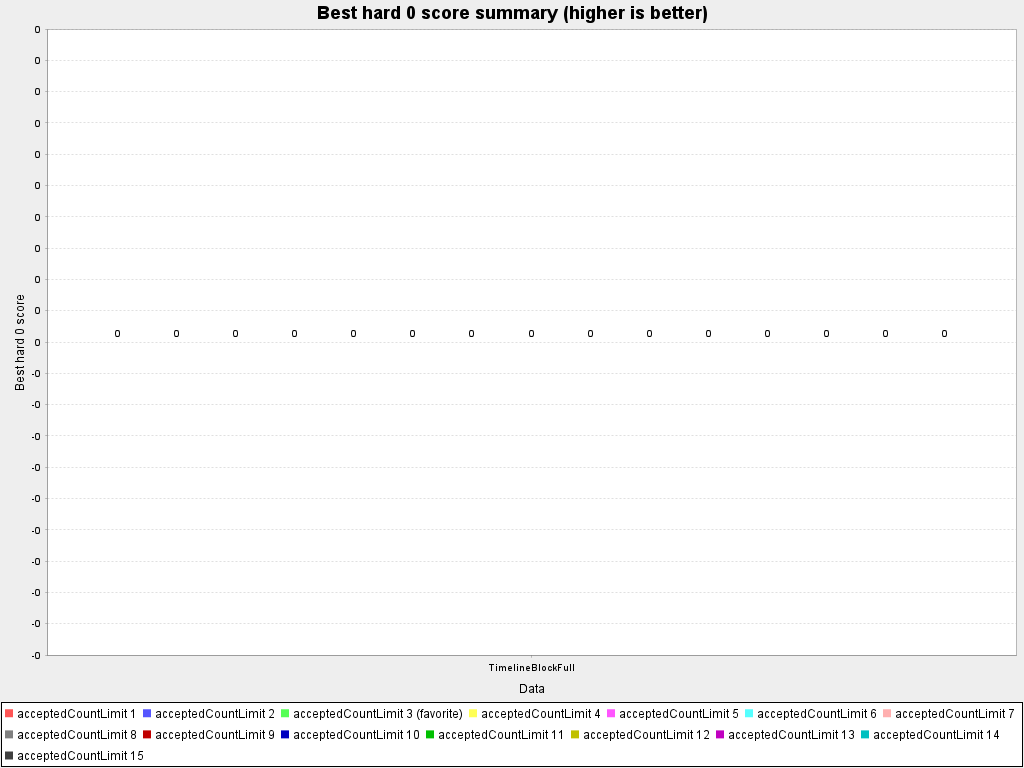 Best hard 0 score summary (higher is better)
0
0
0
0
0
0
0
0
0
0
0
-0
-0
-0
-0
-0
-0
-0
-0
-0
-0
Best hard 0 score
0 0 0 0 0 0 0 0 0 0 0 0 0 0 0
TimelineBlockFull
Data
acceptedCountLimit 1 acceptedCountLimit 2 acceptedCountLimit 3 (favorite) acceptedCountLimit 4 acceptedCountLimit 5 acceptedCountLimit 6 acceptedCountLimit 7
acceptedCountLimit 8 acceptedCountLimit 9 acceptedCountLimit 10 acceptedCountLimit 11 acceptedCountLimit 12 acceptedCountLimit 13 acceptedCountLimit 14
acceptedCountLimit 15